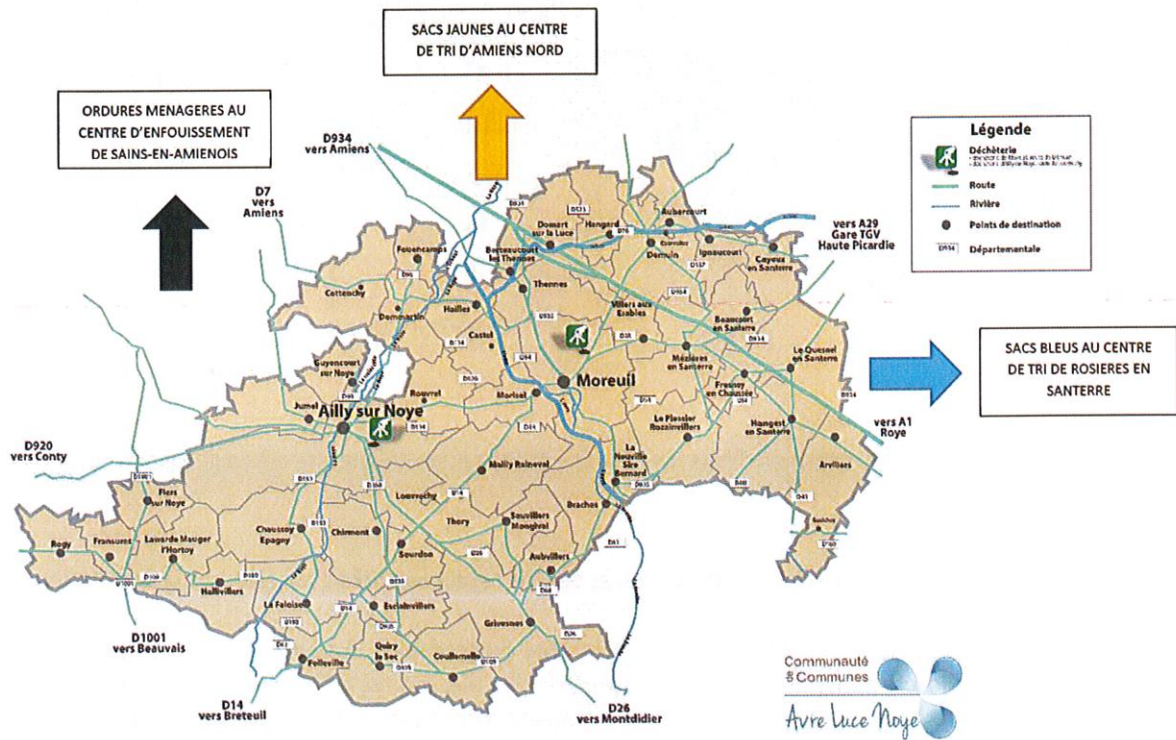 SACS JAUNES AU CENTRE
DE TRI D'AMIENS NORD
ORDURES MENAGERES AU
CENTRE D'ENFOUISSEMENT
DE SAINS-EN-AMIENOIS
D934
vers Amiens
D7
vers
Amiens
Légende
Déchèterie
Route
Rivière
Points de destination
D934
Départementale
vers A29
Gare TGV
Haute Picardie
SACS BLEUS AU CENTRE
DE TRI DE ROSIERES EN
SANTERRE
vers A1
Roye
D920
vers Conty
D1001
vers Beauvais
D14
vers Breteuil
D26
vers Montdidier
Aubercourt
Domart
sur la Luce
Hangard
Demuin
Ignaucourt
Cayeux
en Santerre
Berteaucourt
les Thennes
Fouencamps
Thennes
Cottenchy
Dommartin
Hailles
Villers aux
Erables
Beaucourt
en Santerre
Castel
Mézières
en Santerre
Le Quesnel
en Santerre
Guyencourt
sur Noye
Moreuil
Fresnoy
en Chaussée
Rouvrel
Morisel
Jumel
Ailly sur Noye
Le Plessier
Rozainvillers
Hangest
en Santerre
Arvillers
La
Neuville
Sire
Bernard
Mailly Raineval
Louvrechy
Braches
Flers
sur Noye
Thory
Sauvillers
Mongival
Chaussoy
Epagny
Chirmont
Sourdon
Aubvillers
Rogy
Fransures
Lawarde Mauger
l'Hortoy
Hallivillers
La Faloise
Esclainvillers
Grivesnes
Folleville
Quiry
le Sec
Coullemelle
Communauté
de Communes
Avre Luce Noye